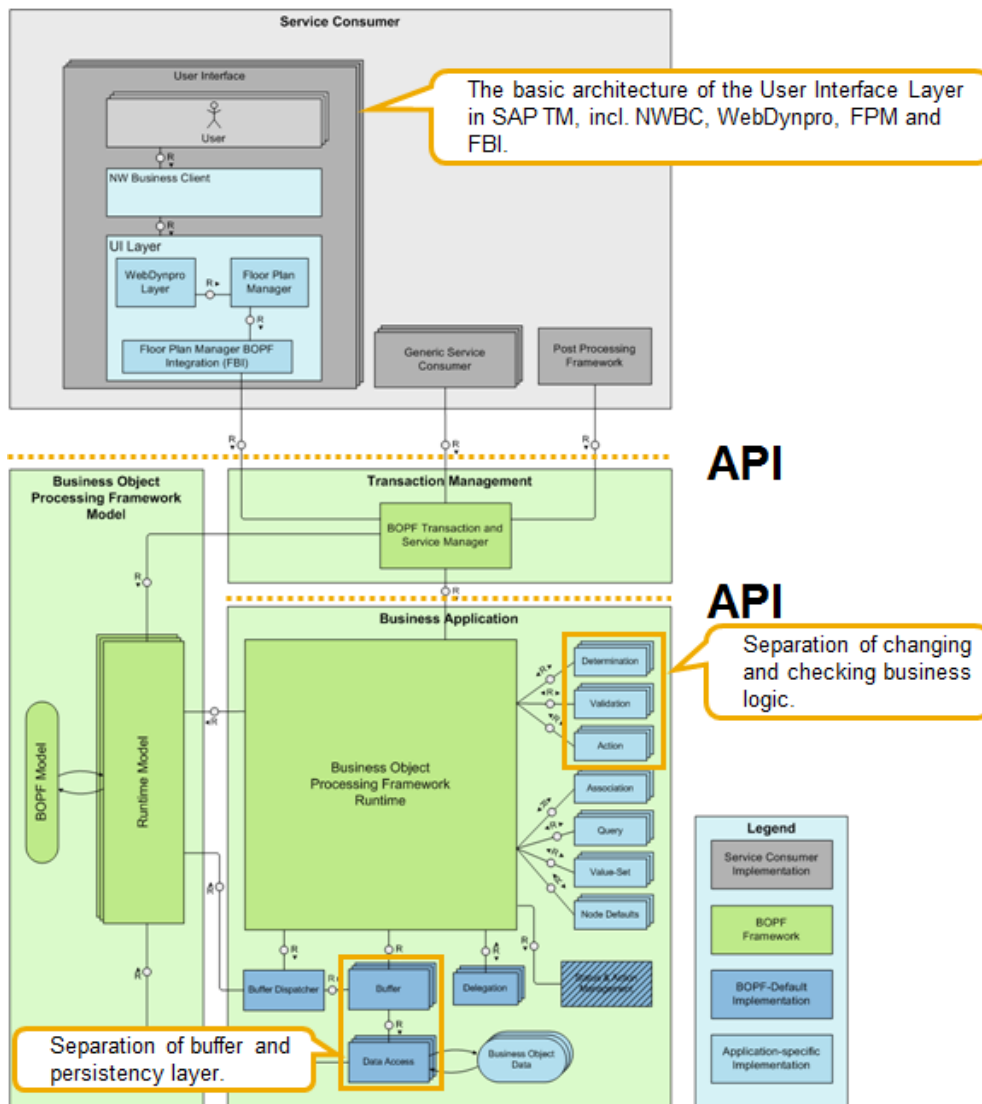 Service Consumer
User Interface
User
R
NW Business Client
R
UI Layer
WebDynpro
Layer
R
Floor Plan
Manager
R
Floor Plan Manager BOPF
Integration (FBI)
The basic architecture of the User Interface Layer
in SAP TM, incl. NWBC, WebDynpro, FPM and
FBI.
Generic Service
Consumer
Post Processing
Framework
R
R
R
API
Business Object
Processing Framework
Model
Transaction Management
BOPF Transaction and
Service Manager
R
R
API
Business Application
Separation of changing
and checking business
logic.
BOPF Model
Runtime Model
R
Business Object
Processing Framework
Runtime
R
Determination
R
Validation
R
Action
R
Association
R
Query
R
Value-Set
R
Node Defaults
R
R
R
R
R
R
Buffer Dispatcher
R
Buffer
Delegation
Status & Action
Management
R
Data Access
Business Object
Data
Separation of buffer and
persistency layer.
Legend
Service Consumer
Implementation
BOPF
Framework
BOPF-Default
Implementation
Application-specific
Implementation